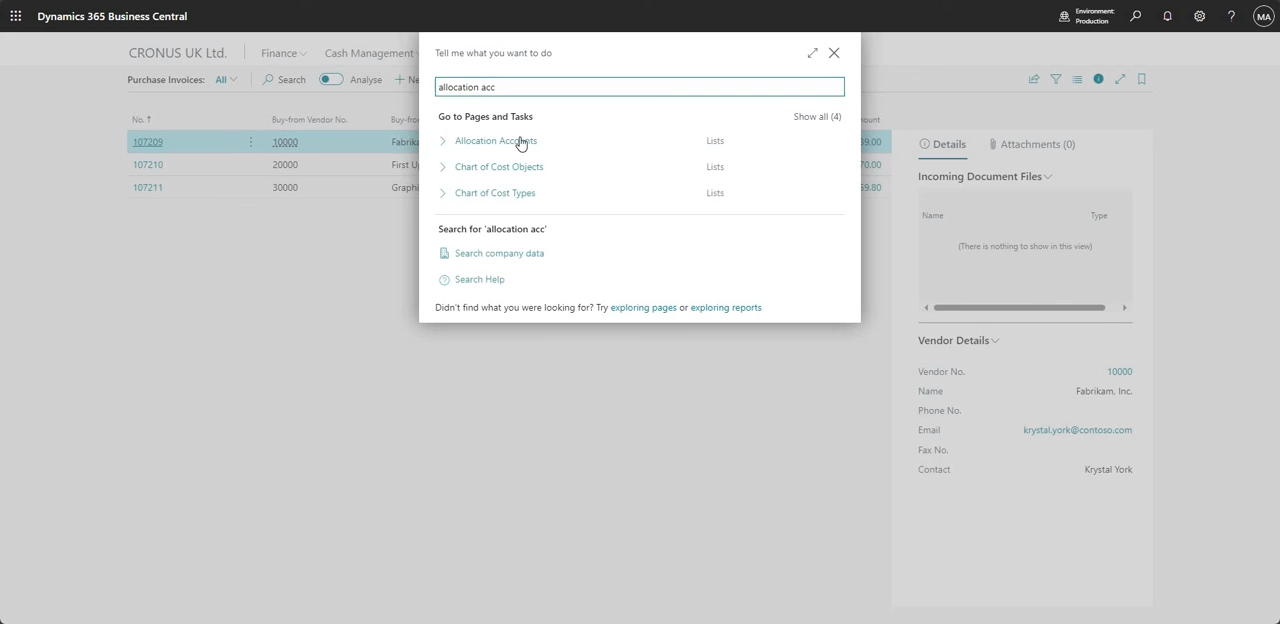 Dynamics 365 Business Central
Environment:
Production
?
MA
CRONUS UK Ltd.
Finance
Cash Management
Tell me what you want to do
Purchase Invoices: All
Search
Analyse
allocation acc
No. ↑
Buy-from Vendor No.
107209
10000
107210
20000
70.00
107211
30000
59.80
Go to Pages and Tasks
Show all (4)
Allocation Accounts
Lists
Chart of Cost Objects
Lists
Chart of Cost Types
Lists
Search for 'allocation acc'
Search company data
Search Help
Didn't find what you were looking for? Try exploring pages or exploring reports
Details
Attachments (0)
Incoming Document Files
Name
Type
(There is nothing to show in this view)
Vendor Details
Vendor No.
10000
Name
Fabrikam, Inc.
Phone No.
Email
krystal.york@contoso.com
Fax No.
Contact
Krystal York